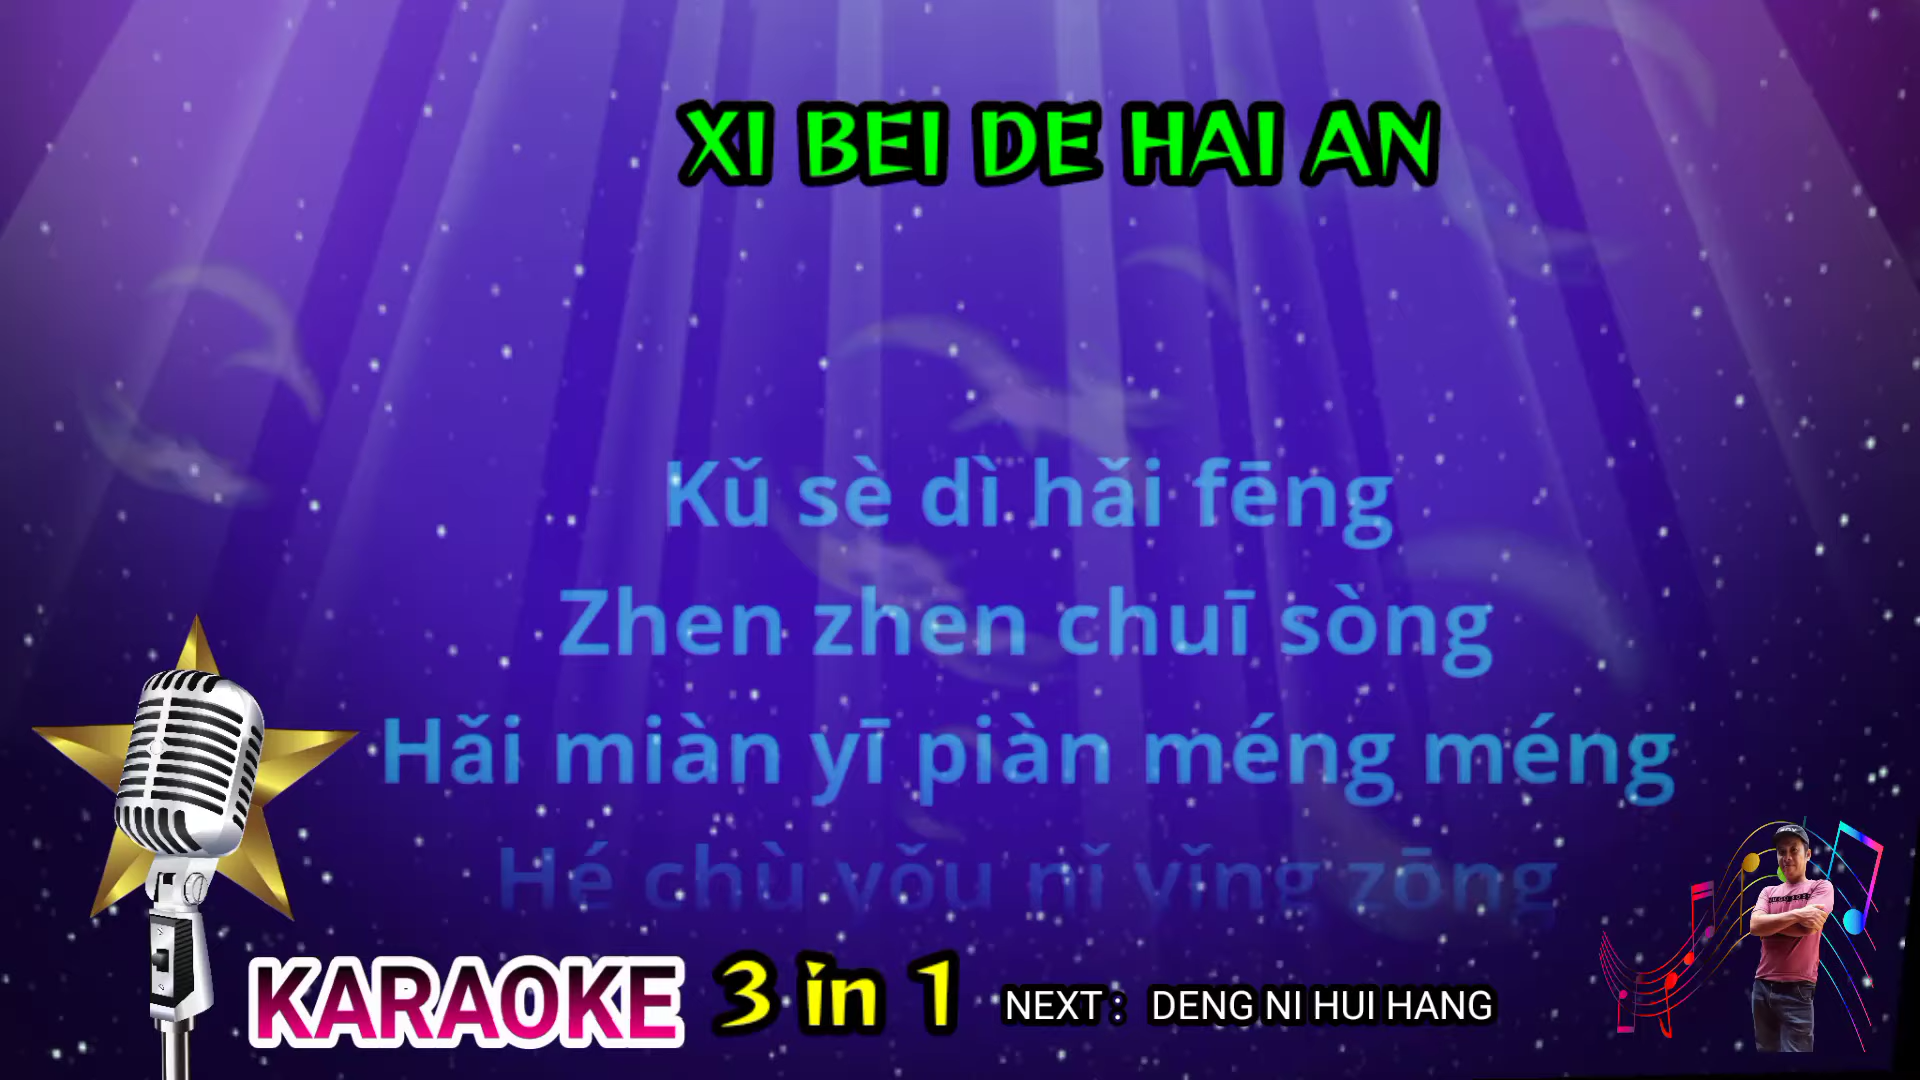 XI BEI DE HAI AN
Kǔ sè dì hǎi fēng
Zhen zhen chuī sòng
Hǎi miàn yī piàn méng méng
Hé chù yǒu nǐ yǐng zōng
KARAOKE 3 in 1 NEXT : DENG NI HUI HANG